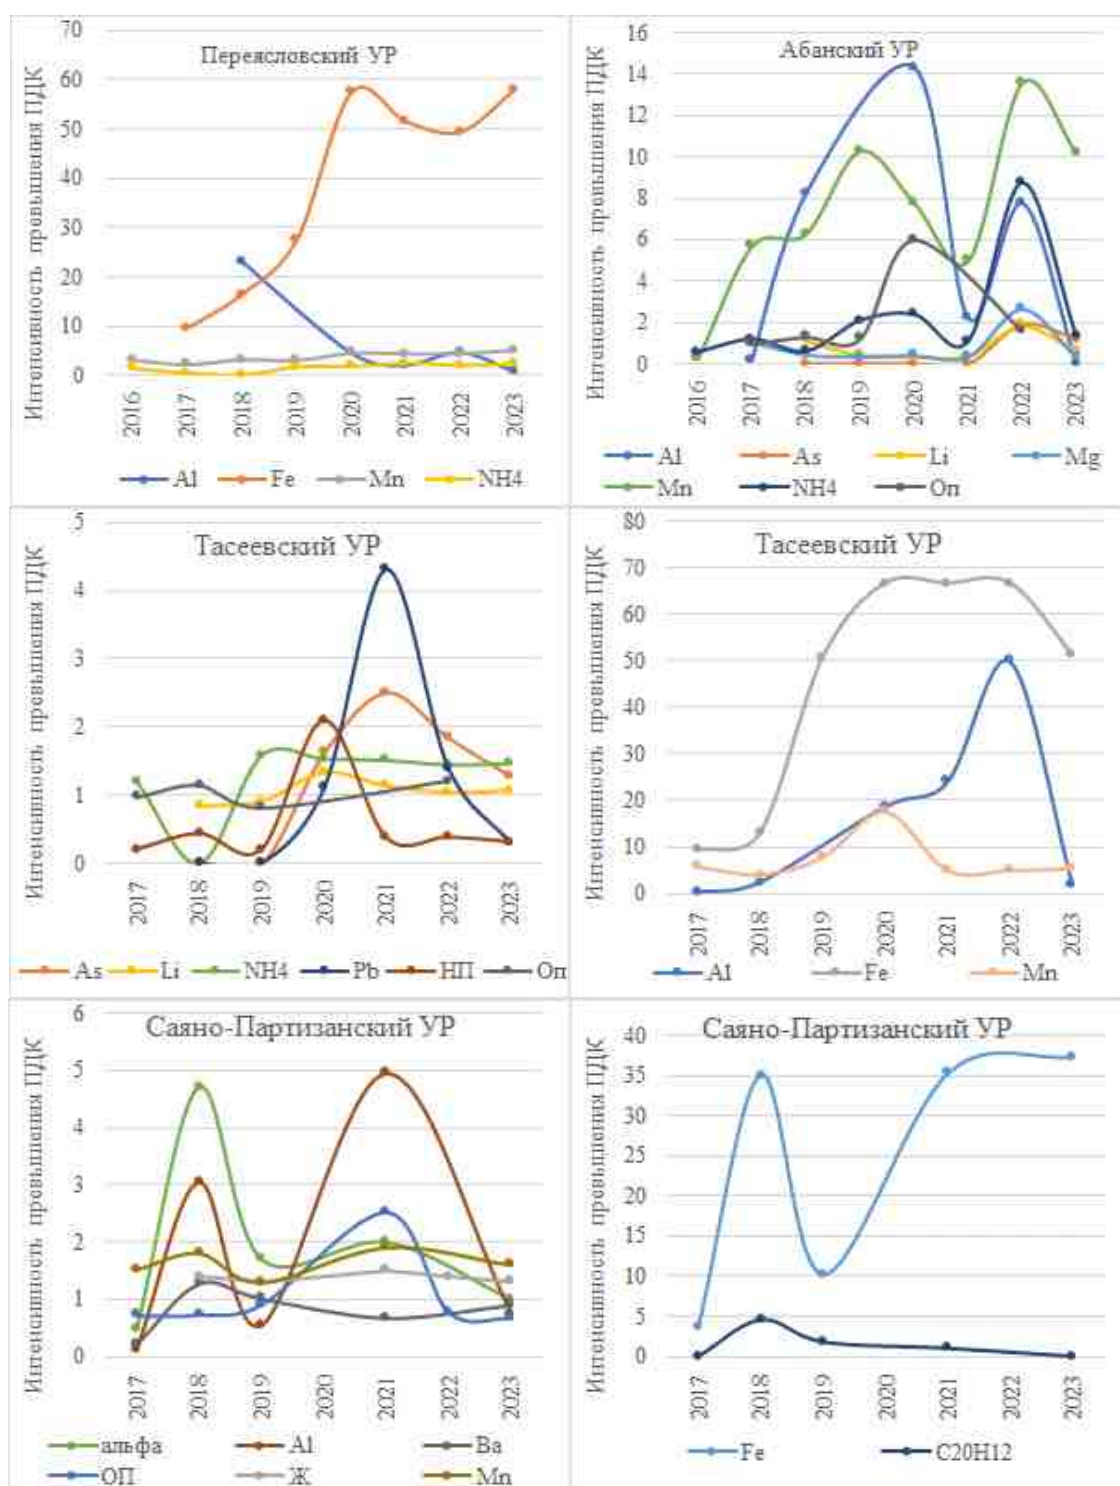 Переясловский УР
Интенсивность превышения ПДК
70
60
50
40
30
20
10
0
2016 2017 2018 2019 2020 2021 2022 2023
Al Fe Mn NH4
Абанский УР
Интенсивность превышения ПДК
16
14
12
10
8
6
4
2
0
2016 2017 2018 2019 2020 2021 2022 2023
Al As Li Mg
Mn NH4 Оп
Тасеевский УР
Интенсивность превышения ПДК
5
4
3
2
1
0
2017 2018 2019 2020 2021 2022 2023
As Li NH4 Pb НП Оп
Тасеевский УР
Интенсивность превышения ПДК
80
70
60
50
40
30
20
10
0
2017 2018 2019 2020 2021 2022 2023
Al Fe Mn
Саяно-Партизанский УР
Интенсивность превышения ПДК
6
5
4
3
2
1
0
2017 2018 2019 2020 2021 2022 2023
альфа Al Ba
ОП Ж Mn
Саяно-Партизанский УР
Интенсивность превышения ПДК
40
35
30
25
20
15
10
5
0
2017 2018 2019 2020 2021 2022 2023
Fe C20H12